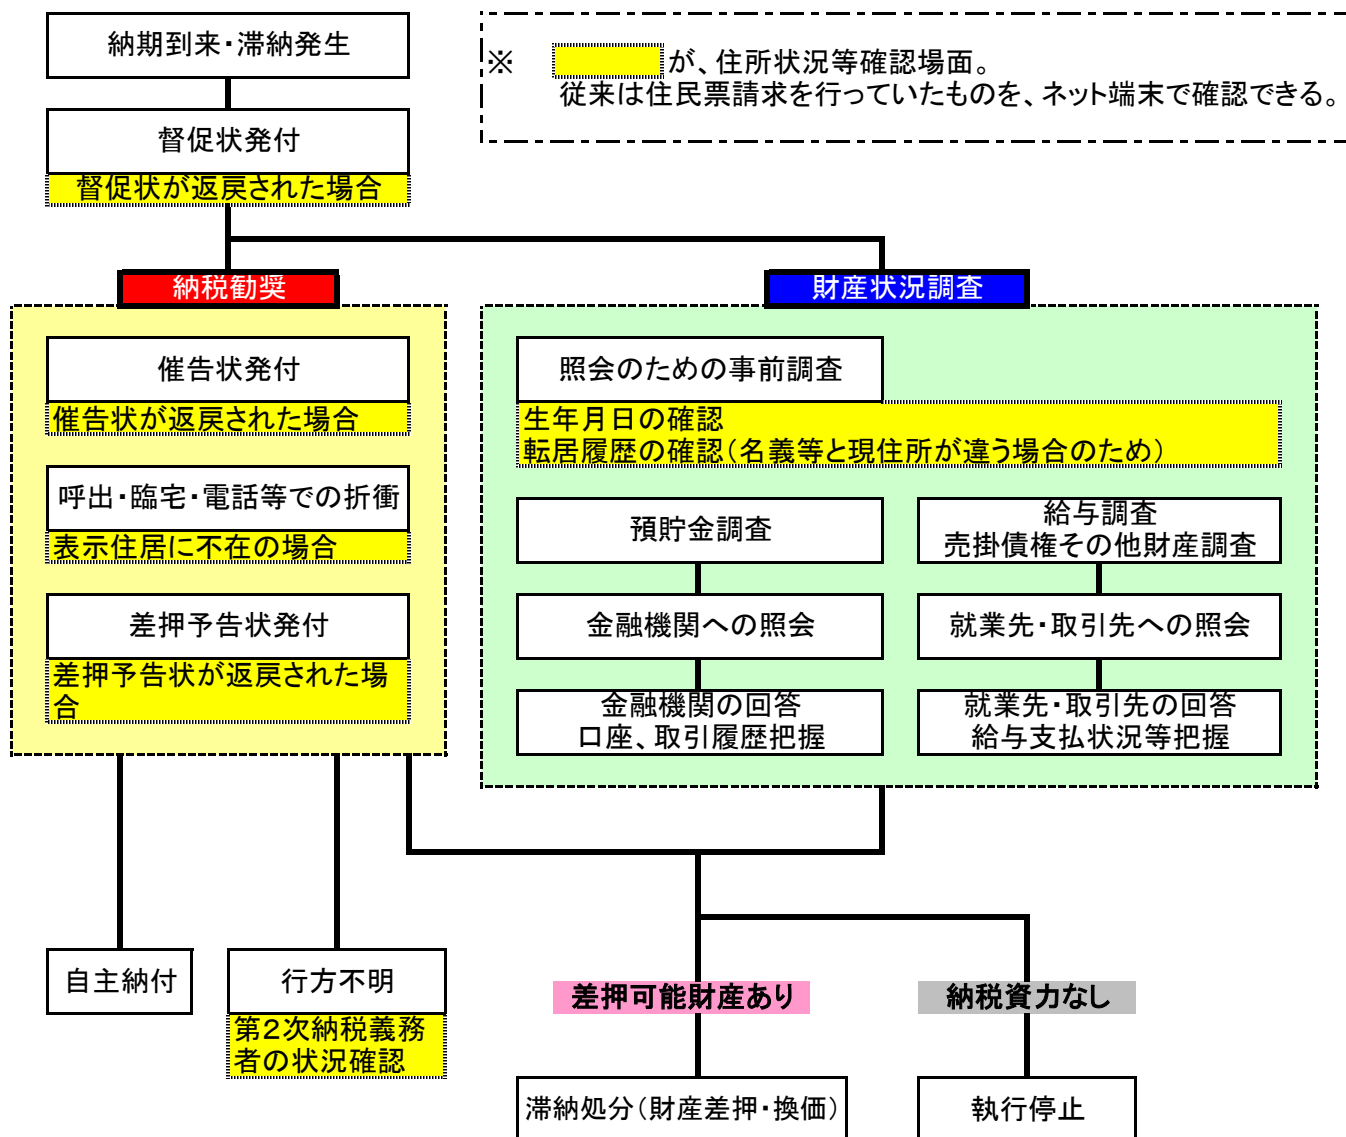 納期到来・滞納発生
※ が、住所状況等確認場面。
従来は住民票請求を行っていたものを、ネット端末で確認できる。
督促状発付
督促状が返戻された場合
納税勧奨
財産状況調査
催告状発付
催告状が返戻された場合
呼出・臨宅・電話等での折衝
表示住居に不在の場合
差押予告状発付
差押予告状が返戻された場
合
照会のための事前調査
生年月日の確認
転居履歴の確認（名義等と現住所が違う場合のため）
預貯金調査
給与調査
売掛債権その他財産調査
金融機関への照会
就業先・取引先への照会
金融機関の回答
口座、取引履歴把握
就業先・取引先の回答
給与支払状況等把握
自主納付
行方不明
第２次納税義務
者の状況確認
差押可能財産あり
納税資力なし
滞納処分（財産差押・換価）
執行停止